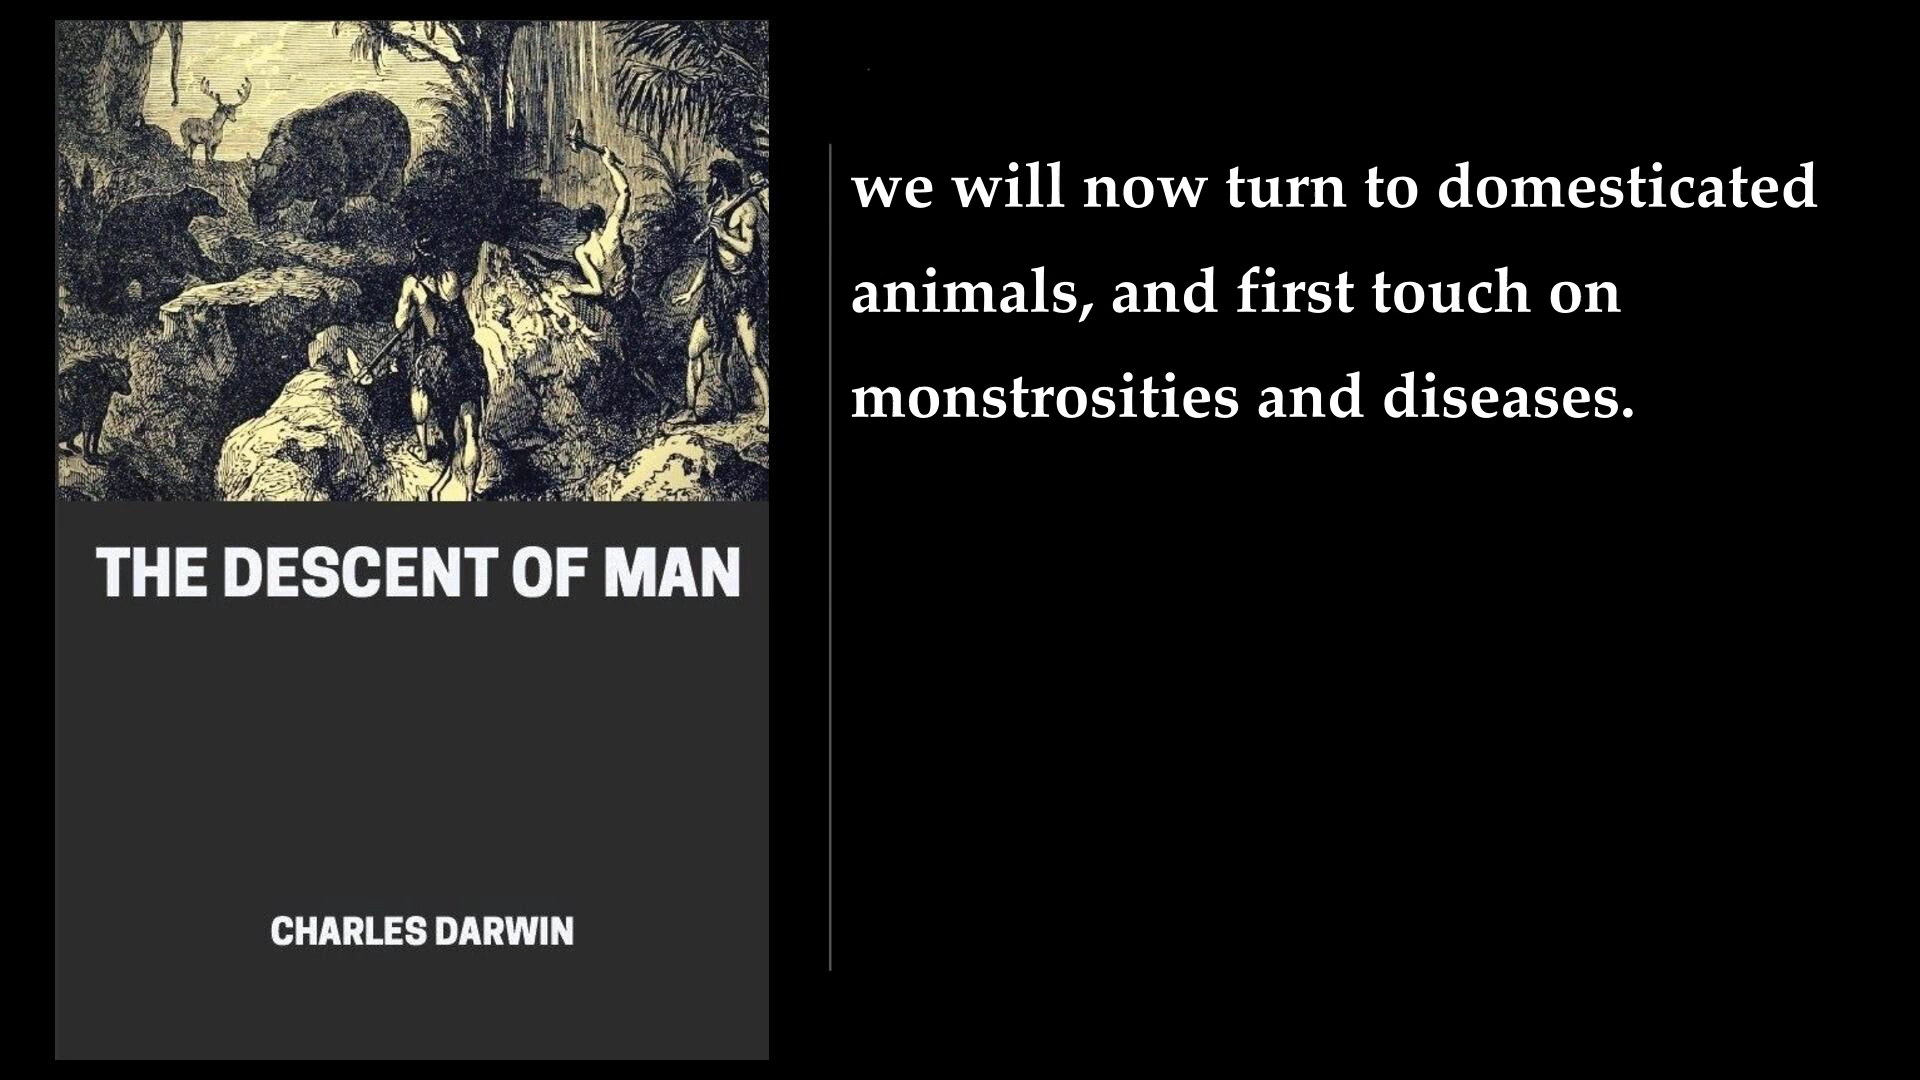 THE DESCENT OF MAN
CHARLES DARWIN
we will now turn to domesticated
animals, and first touch on
monstrosities and diseases.